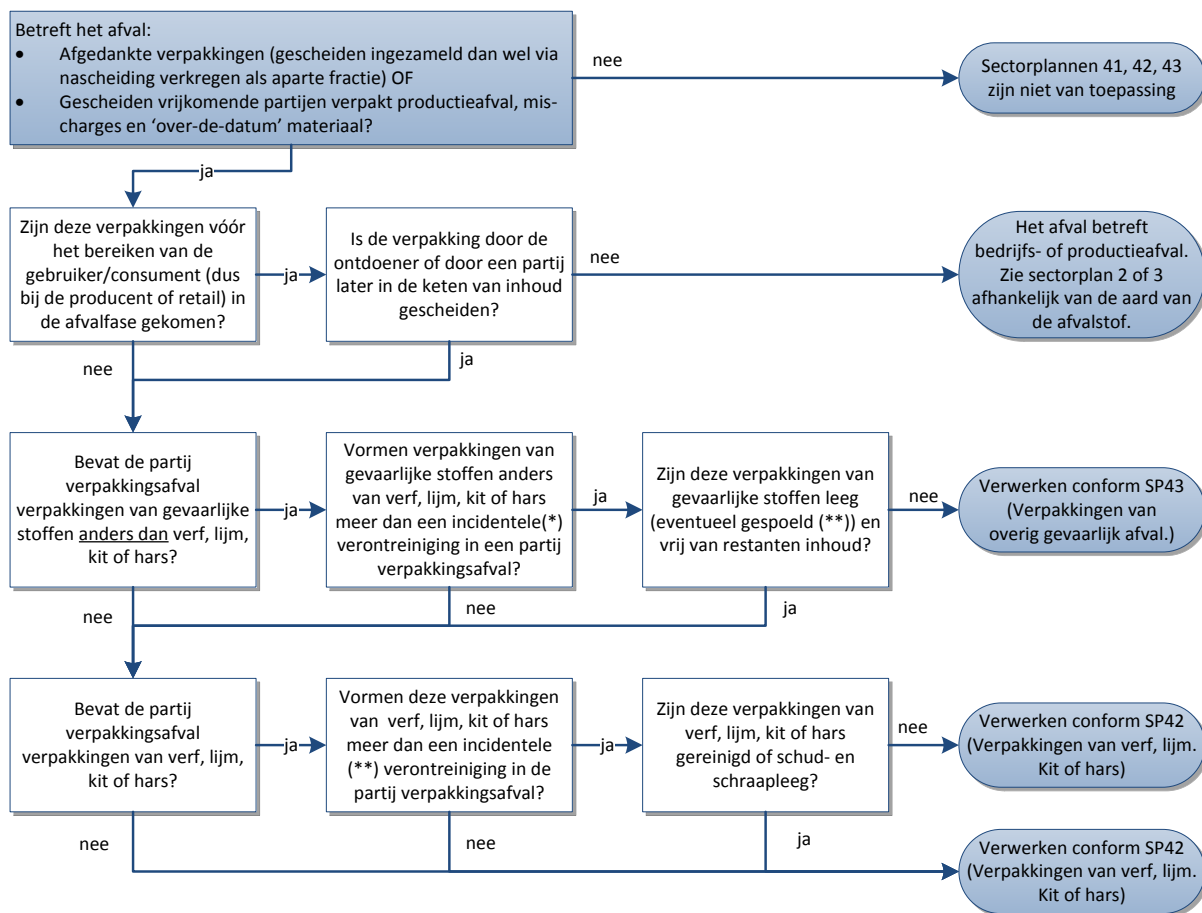 Betreft het afval:
• Afgedankte verpakkingen (gescheiden ingezameld dan wel via
nascheiding verkregen als aparte fractie) OF
• Gescheiden vrijkomende partijen verpakt productieafval, mis-
charges en ‘over-de-datum’ materiaal?
nee
Sectorplannen 41, 42, 43
zijn niet van toepassing
ja
Zijn deze verpakkingen vóór
het bereiken van de
gebruiker/consument (dus
bij de producent of retail) in
de afvalfase gekomen?
ja
Is de verpakking door de
ontdoener of door een partij
later in de keten van inhoud
gescheiden?
nee
Het afval betreft
bedrijfs- of productieafval.
Zie sectorplan 2 of 3
afhankelijk van de aard van
de afvalstof.
nee
ja
Bevat de partij
verpakkingsafval
verpakkingen van gevaarlijke
stoffen anders dan verf, lijm,
kit of hars?
ja
Vormen verpakkingen van
gevaarlijke stoffen anders
van verf, lijm, kit of hars
meer dan een incidentele(*)
verontreiniging in een partij
verpakkingsafval?
ja
Zijn deze verpakkingen van
gevaarlijke stoffen leeg
(eventueel gespoeld (**)) en
vrij van restanten inhoud?
nee
Verwerken conform SP43
(Verpakkingen van
overig gevaarlijk afval.)
nee
nee
ja
Bevat de partij
verpakkingsafval
verpakkingen van verf, lijm,
kit of hars?
ja
Vormen deze verpakkingen
van verf, lijm, kit of hars
meer dan een incidentele
(**) verontreiniging in de
partij verpakkingsafval?
ja
Zijn deze verpakkingen van
verf, lijm, kit of hars
gereinigd of schud- en
schraapleeg?
nee
Verwerken conform SP42
(Verpakkingen van verf, lijm.
Kit of hars)
nee
nee
ja
Verwerken conform SP42
(Verpakkingen van verf, lijm.
Kit of hars)